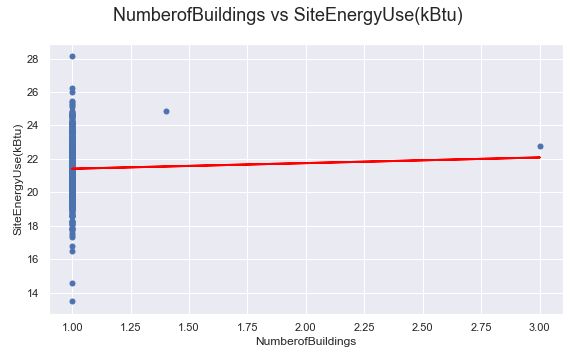 NumberofBuildings vs SiteEnergyUse(kBtu)
28
26
24
22
20
18
16
14
SiteEnergyUse(kBtu)
1.00 1.25 1.50 1.75 2.00 2.25 2.50 2.75 3.00
NumberofBuildings